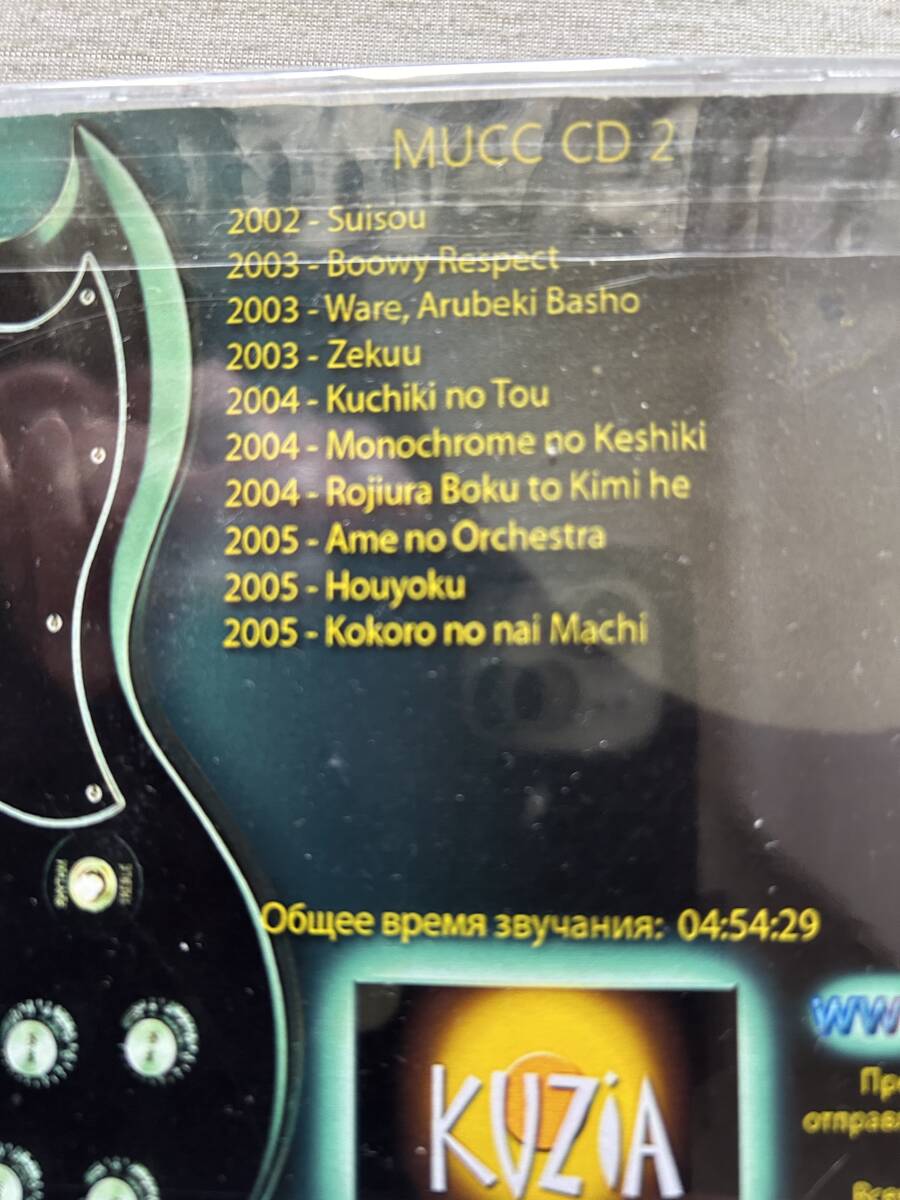 MUCC CD 2
2002 - Suisou
2003 - Boowy Respect
2003 - Ware, Arubeki Basho
2003 - Zekuu
2004 - Kuchiki no Tou
2004 - Monochrome no Keshiki
2004 - Rojiura Boku to Kimi he
2005 - Ame no Orchestra
2005 - Houyoku
2005 - Kokoro no nai Machi
Общее время звучания: 04:54:29
KUZiA